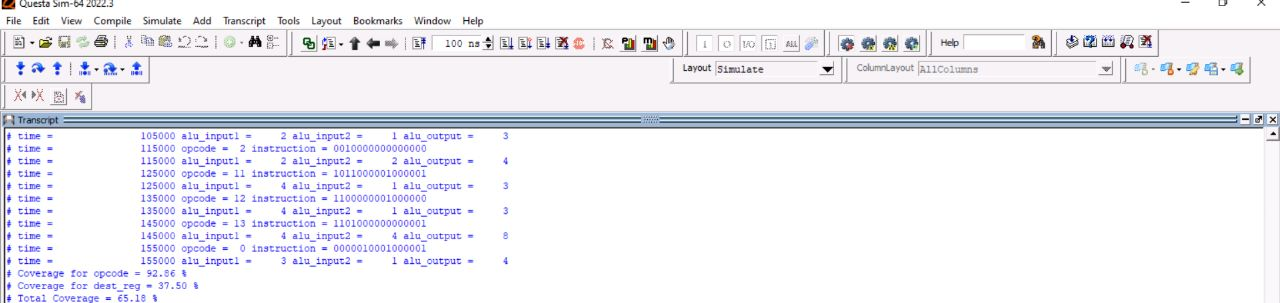 Questa Sim-64 2022.3
File Edit View Compile Simulate Add Transcript Tools Layout Bookmarks Window Help
100 ns
I O I/O ALL
Help
Layout Simulate
ColumnLayout AllColumns
Transcript
# time = 105000 alu_input1 = 2 alu_input2 = 1 alu_output = 3
# time = 115000 opcode = 2 instruction = 0010000000000000
# time = 115000 alu_input1 = 2 alu_input2 = 2 alu_output = 4
# time = 125000 opcode = 11 instruction = 1011000001000001
# time = 125000 alu_input1 = 4 alu_input2 = 1 alu_output = 3
# time = 135000 opcode = 12 instruction = 1100000001000000
# time = 135000 alu_input1 = 4 alu_input2 = 1 alu_output = 3
# time = 145000 opcode = 13 instruction = 1101000000000001
# time = 145000 alu_input1 = 4 alu_input2 = 4 alu_output = 8
# time = 155000 opcode = 0 instruction = 0000010001000001
# time = 155000 alu_input1 = 3 alu_input2 = 1 alu_output = 4
# Coverage for opcode = 92.86 %
# Coverage for dest_reg = 37.50 %
# Total Coverage = 65.18 %